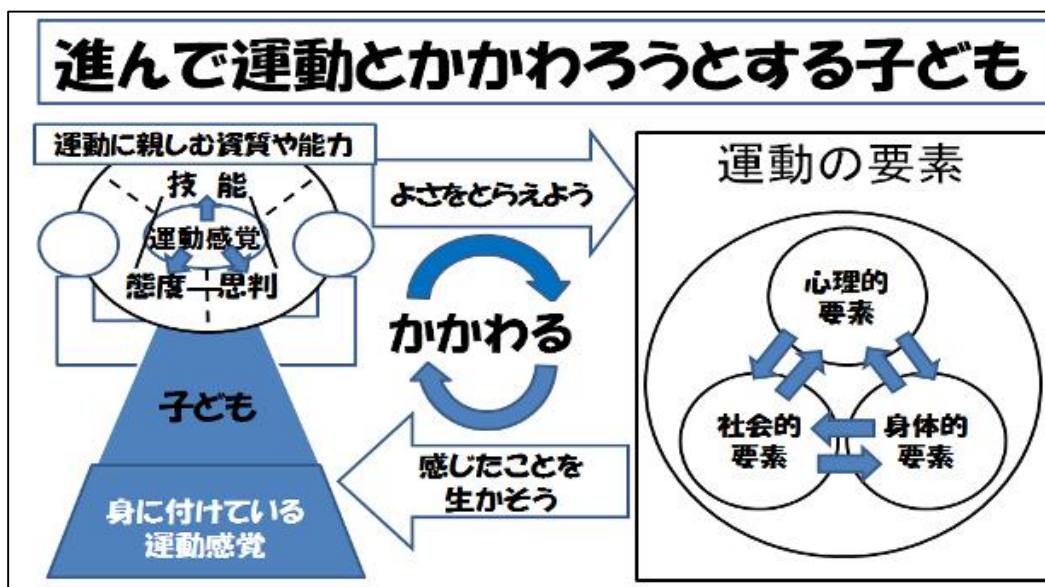 進んで運動とかかわろうとする子ども
運動に親しむ資質や能力
技 能
運動感覚
態度
思判
子ども
身に付けている
運動感覚
よさをとらえよう
かかわる
感じたことを
生かそう
運動の要素
心理的
要素
社会的
要素
身体的
要素